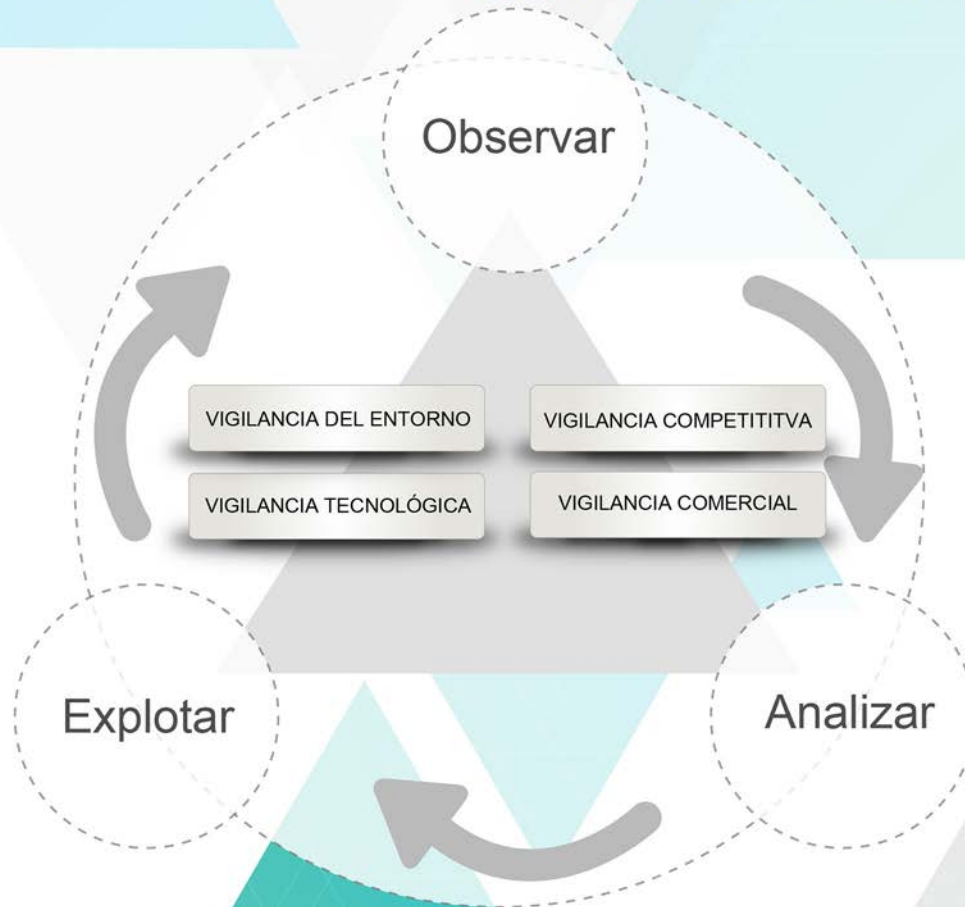 Observar
VIGILANCIA DEL ENTORNO
VIGILANCIA COMPETITITVA
VIGILANCIA TECNOLÓGICA
VIGILANCIA COMERCIAL
Explotar
Analizar